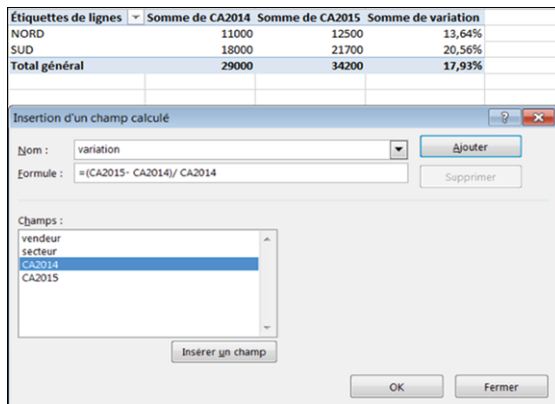 Étiquettes de lignes Somme de CA2014 Somme de CA2015 Somme de variation
NORD 11000 12500 13,64%
SUD 18000 21700 20,56%
Total général 29000 34200 17,93%
Insertion d'un champ calculé
Nom : variation Ajouter
Formule : =(CA2015- CA2014)/ CA2014 Supprimer
Champs :
vendeur
secteur
CA2014
CA2015
Insérer un champ
OK Fermer